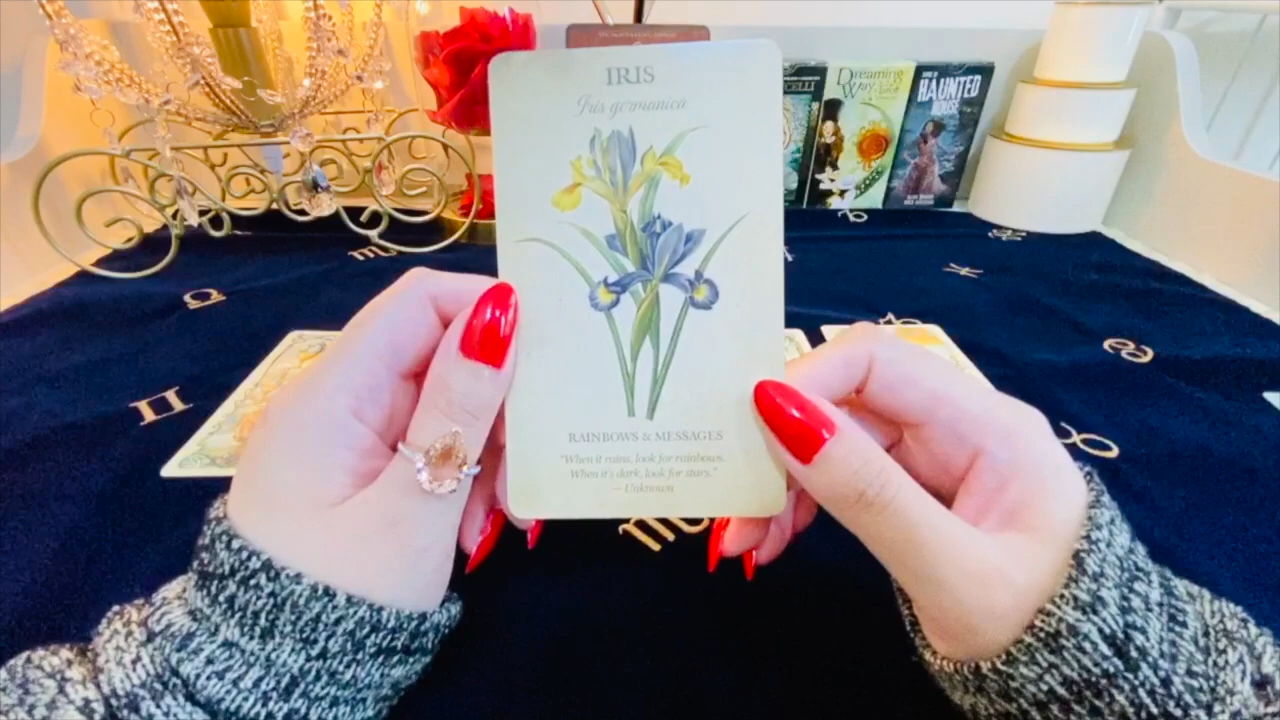 IRIS
Iris germanica
RAINBOWS & MESSAGES
"When it rains, look for rainbows.
When it's dark, look for stars."
— Unknown
Dreaming
Way Tarot
HAUNTED
HOUSE